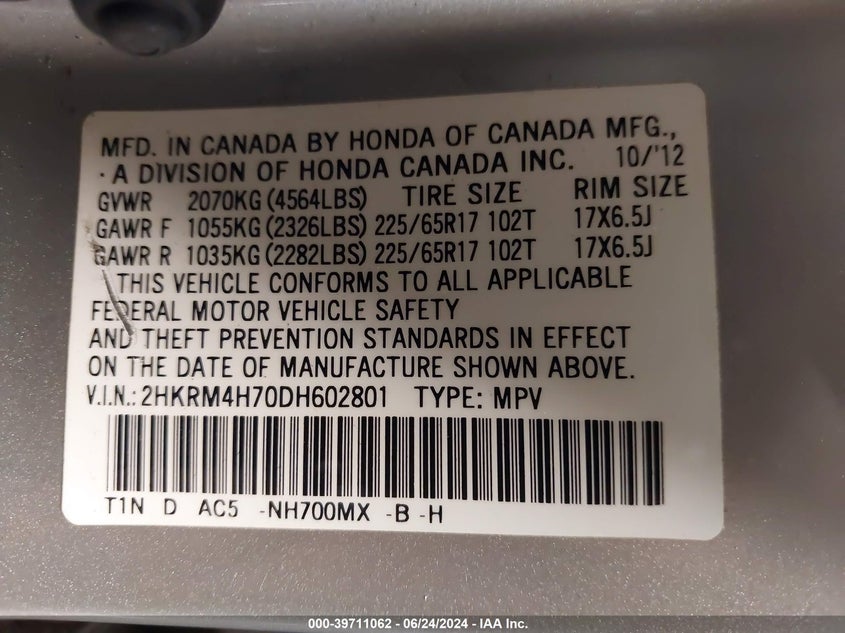 MFD. IN CANADA BY HONDA OF CANADA MFG.,
· A DIVISION OF HONDA CANADA INC. 10/'12
GVWR 2070KG (4564LBS) TIRE SIZE RIM SIZE
GAWR F 1055KG (2326LBS) 225/65R17 102T 17X6.5J
GAWR R 1035KG (2282LBS) 225/65R17 102T 17X6.5J
THIS VEHICLE CONFORMS TO ALL APPLICABLE
FEDERAL MOTOR VEHICLE SAFETY
AND THEFT PREVENTION STANDARDS IN EFFECT
ON THE DATE OF MANUFACTURE SHOWN ABOVE.
V.I.N.: 2HKRM4H70DH602801 TYPE: MPV
T1N D AC5 -NH700MX -B -H
000-39711062 / 06/24/2024 - IAA Inc.